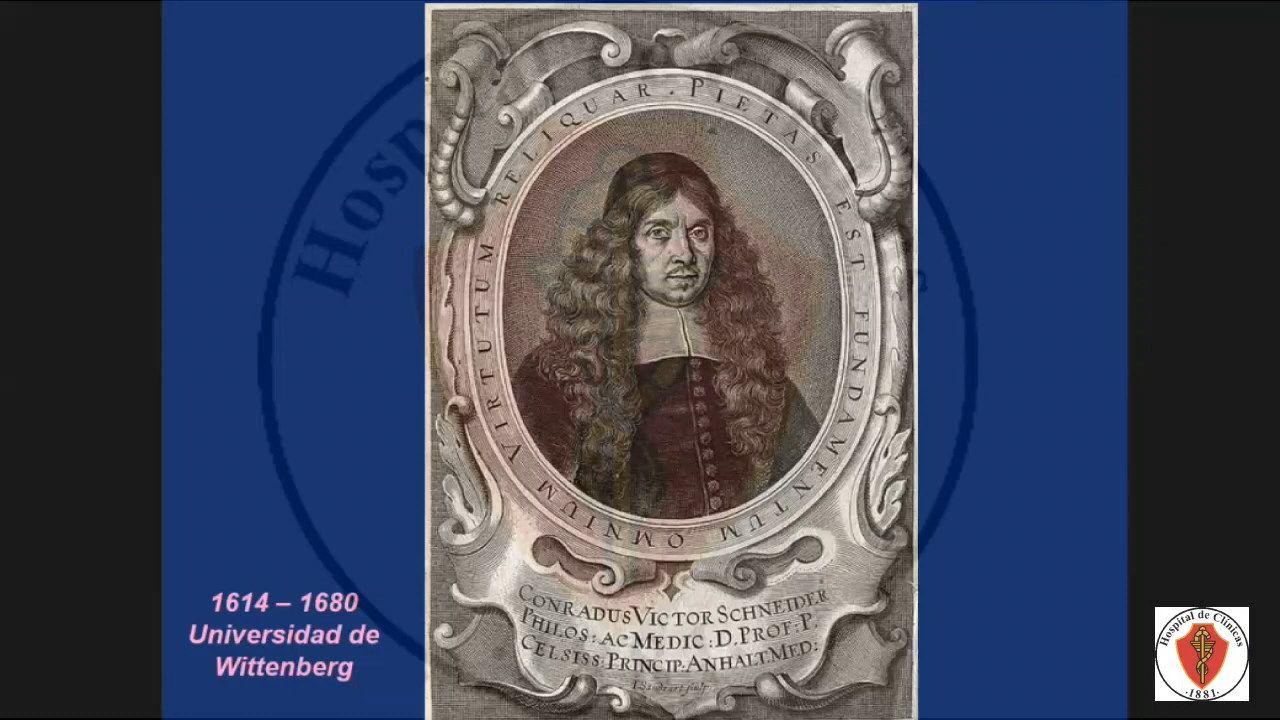 PIETAS EST FUNDAMENTUM OMNIUM VIRTUTUM RELIQUAR.
CONRADUS VICTOR SCHNEIDER
PHILOS: AC MEDIC: D. PROF: P.
CELSISS: PRINCIP: ANHALT. MED:
1614 – 1680
Universidad de
Wittenberg
Hospital de Clínicas
·1881·